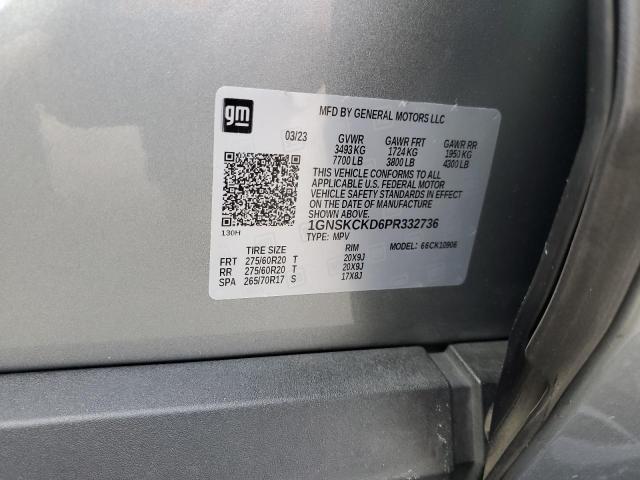 gm
MFD BY GENERAL MOTORS LLC
03/23 GVWR GAWR FRT GAWR RR
3493 KG 1724 KG 1950 KG
7700 LB 3800 LB 4300 LB
THIS VEHICLE CONFORMS TO ALL
APPLICABLE U.S. FEDERAL MOTOR
VEHICLE SAFETY STANDARDS IN EFFECT
ON THE DATE OF MANUFACTURE
SHOWN ABOVE.
130H 1GNSKCKD6PR332736
TYPE: MPV MODEL: 66CK10906
TIRE SIZE RIM
FRT 275/60R20 T 20X9J
RR 275/60R20 T 20X9J
SPA 265/70R17 S 17X8J